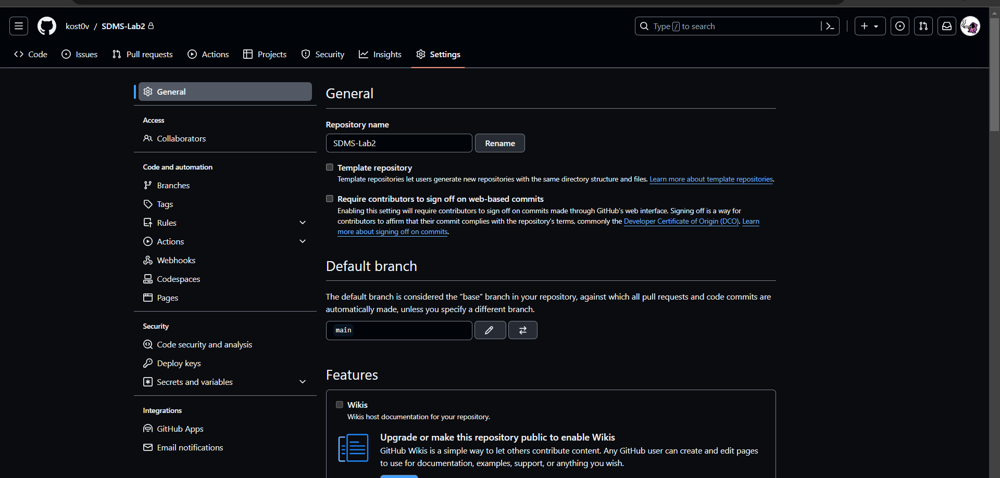 kost0v / SDMS-Lab2
Type / to search
Code
Issues
Pull requests
Actions
Projects
Security
Insights
Settings
General
Access
Collaborators
Code and automation
Branches
Tags
Rules
Actions
Webhooks
Codespaces
Pages
Security
Code security and analysis
Deploy keys
Secrets and variables
Integrations
GitHub Apps
Email notifications
General
Repository name
SDMS-Lab2
Rename
Template repository
Template repositories let users generate new repositories with the same directory structure and files. Learn more about template repositories.
Require contributors to sign off on web-based commits
Enabling this setting will require contributors to sign off on commits made through GitHub's web interface. Signing off is a way for
contributors to affirm that their commit complies with the repository's terms, commonly the Developer Certificate of Origin (DCO). Learn
more about signing off on commits.
Default branch
The default branch is considered the “base” branch in your repository, against which all pull requests and code commits are
automatically made, unless you specify a different branch.
main
Features
Wikis
Wikis host documentation for your repository.
Upgrade or make this repository public to enable Wikis
GitHub Wikis is a simple way to let others contribute content. Any GitHub user can create and edit pages
to use for documentation, examples, support, or anything you wish.